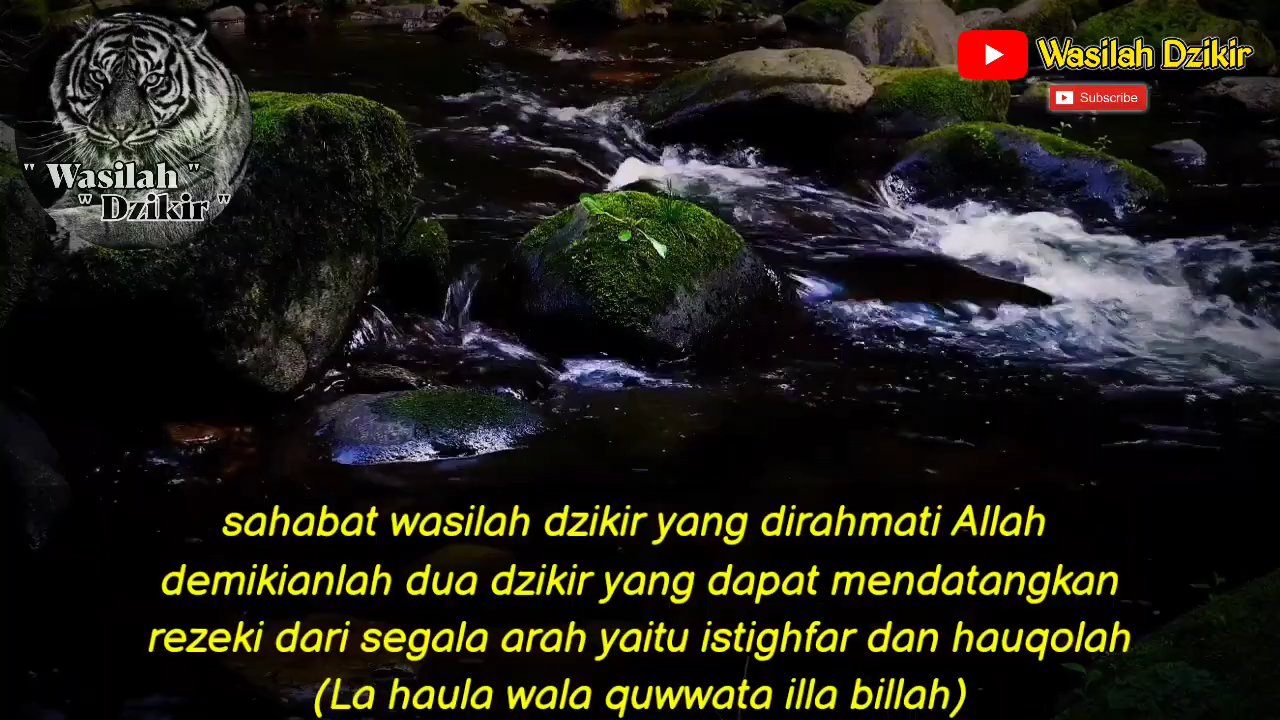 " Wasilah "
" Dzikir "
Wasilah Dzikir
Subscribe
sahabat wasilah dzikir yang dirahmati Allah
demikianlah dua dzikir yang dapat mendatangkan
rezeki dari segala arah yaitu istighfar dan hauqolah
(La haula wala quwwata illa billah)